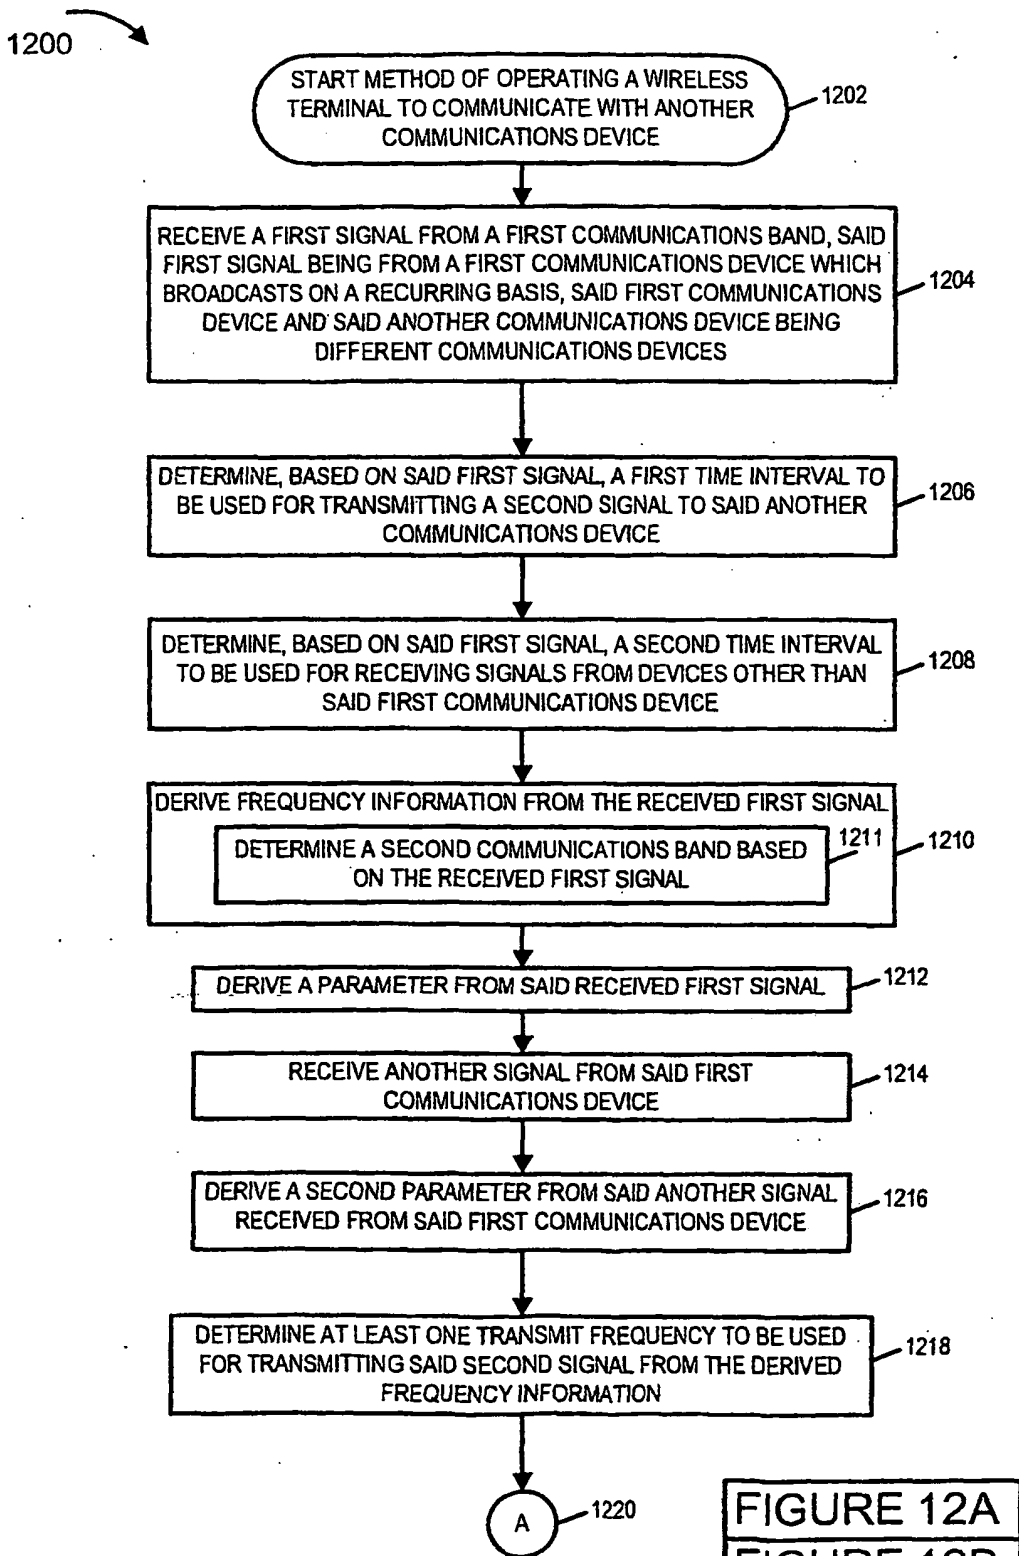 1200
START METHOD OF OPERATING A WIRELESS
TERMINAL TO COMMUNICATE WITH ANOTHER
COMMUNICATIONS DEVICE
1202
RECEIVE A FIRST SIGNAL FROM A FIRST COMMUNICATIONS BAND, SAID
FIRST SIGNAL BEING FROM A FIRST COMMUNICATIONS DEVICE WHICH
BROADCASTS ON A RECURRING BASIS, SAID FIRST COMMUNICATIONS
DEVICE AND SAID ANOTHER COMMUNICATIONS DEVICE BEING
DIFFERENT COMMUNICATIONS DEVICES
1204
DETERMINE, BASED ON SAID FIRST SIGNAL, A FIRST TIME INTERVAL TO
BE USED FOR TRANSMITTING A SECOND SIGNAL TO SAID ANOTHER
COMMUNICATIONS DEVICE
1206
DETERMINE, BASED ON SAID FIRST SIGNAL, A SECOND TIME INTERVAL
TO BE USED FOR RECEIVING SIGNALS FROM DEVICES OTHER THAN
SAID FIRST COMMUNICATIONS DEVICE
1208
DERIVE FREQUENCY INFORMATION FROM THE RECEIVED FIRST SIGNAL
DETERMINE A SECOND COMMUNICATIONS BAND BASED
ON THE RECEIVED FIRST SIGNAL
1211
1210
DERIVE A PARAMETER FROM SAID RECEIVED FIRST SIGNAL
1212
RECEIVE ANOTHER SIGNAL FROM SAID FIRST
COMMUNICATIONS DEVICE
1214
DERIVE A SECOND PARAMETER FROM SAID ANOTHER SIGNAL
RECEIVED FROM SAID FIRST COMMUNICATIONS DEVICE
1216
DETERMINE AT LEAST ONE TRANSMIT FREQUENCY TO BE USED
FOR TRANSMITTING SAID SECOND SIGNAL FROM THE DERIVED
FREQUENCY INFORMATION
1218
A
1220
FIGURE 12A
FIGURE 12B